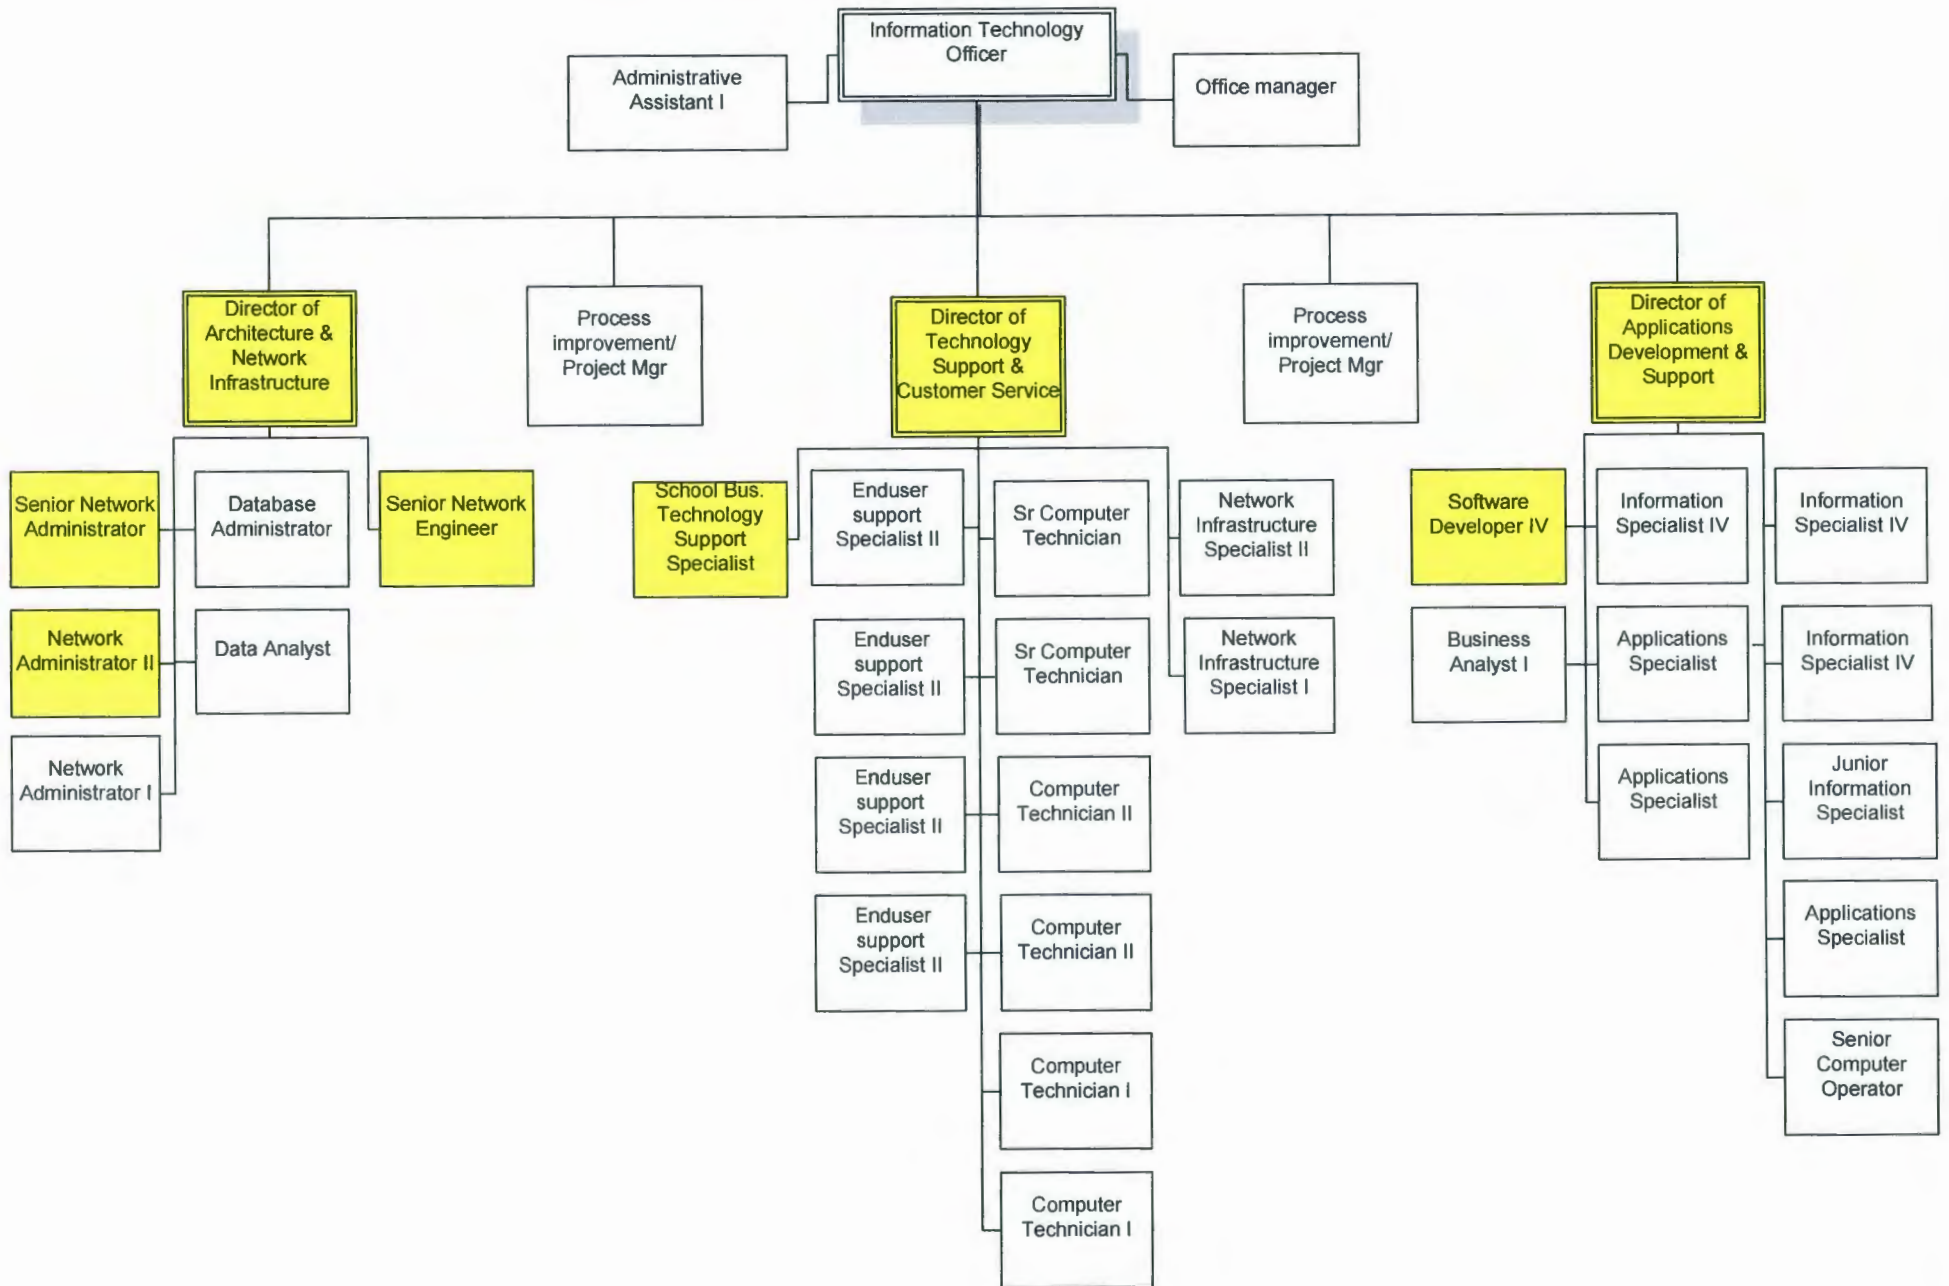 Information Technology
Officer
Administrative
Assistant I
Office manager
Director of
Architecture &
Network
Infrastructure
Process
improvement/
Project Mgr
Director of
Technology
Support &
Customer Service
Process
improvement/
Project Mgr
Director of
Applications
Development &
Support
Senior Network
Administrator
Database
Administrator
Senior Network
Engineer
Network
Administrator II
Data Analyst
Network
Administrator I
School Bus.
Technology
Support
Specialist
Enduser
support
Specialist II
Sr Computer
Technician
Network
Infrastructure
Specialist II
Enduser
support
Specialist II
Sr Computer
Technician
Network
Infrastructure
Specialist I
Enduser
support
Specialist II
Computer
Technician II
Enduser
support
Specialist II
Computer
Technician II
Computer
Technician I
Computer
Technician I
Software
Developer IV
Information
Specialist IV
Information
Specialist IV
Business
Analyst I
Applications
Specialist
Information
Specialist IV
Applications
Specialist
Junior
Information
Specialist
Applications
Specialist
Senior
Computer
Operator